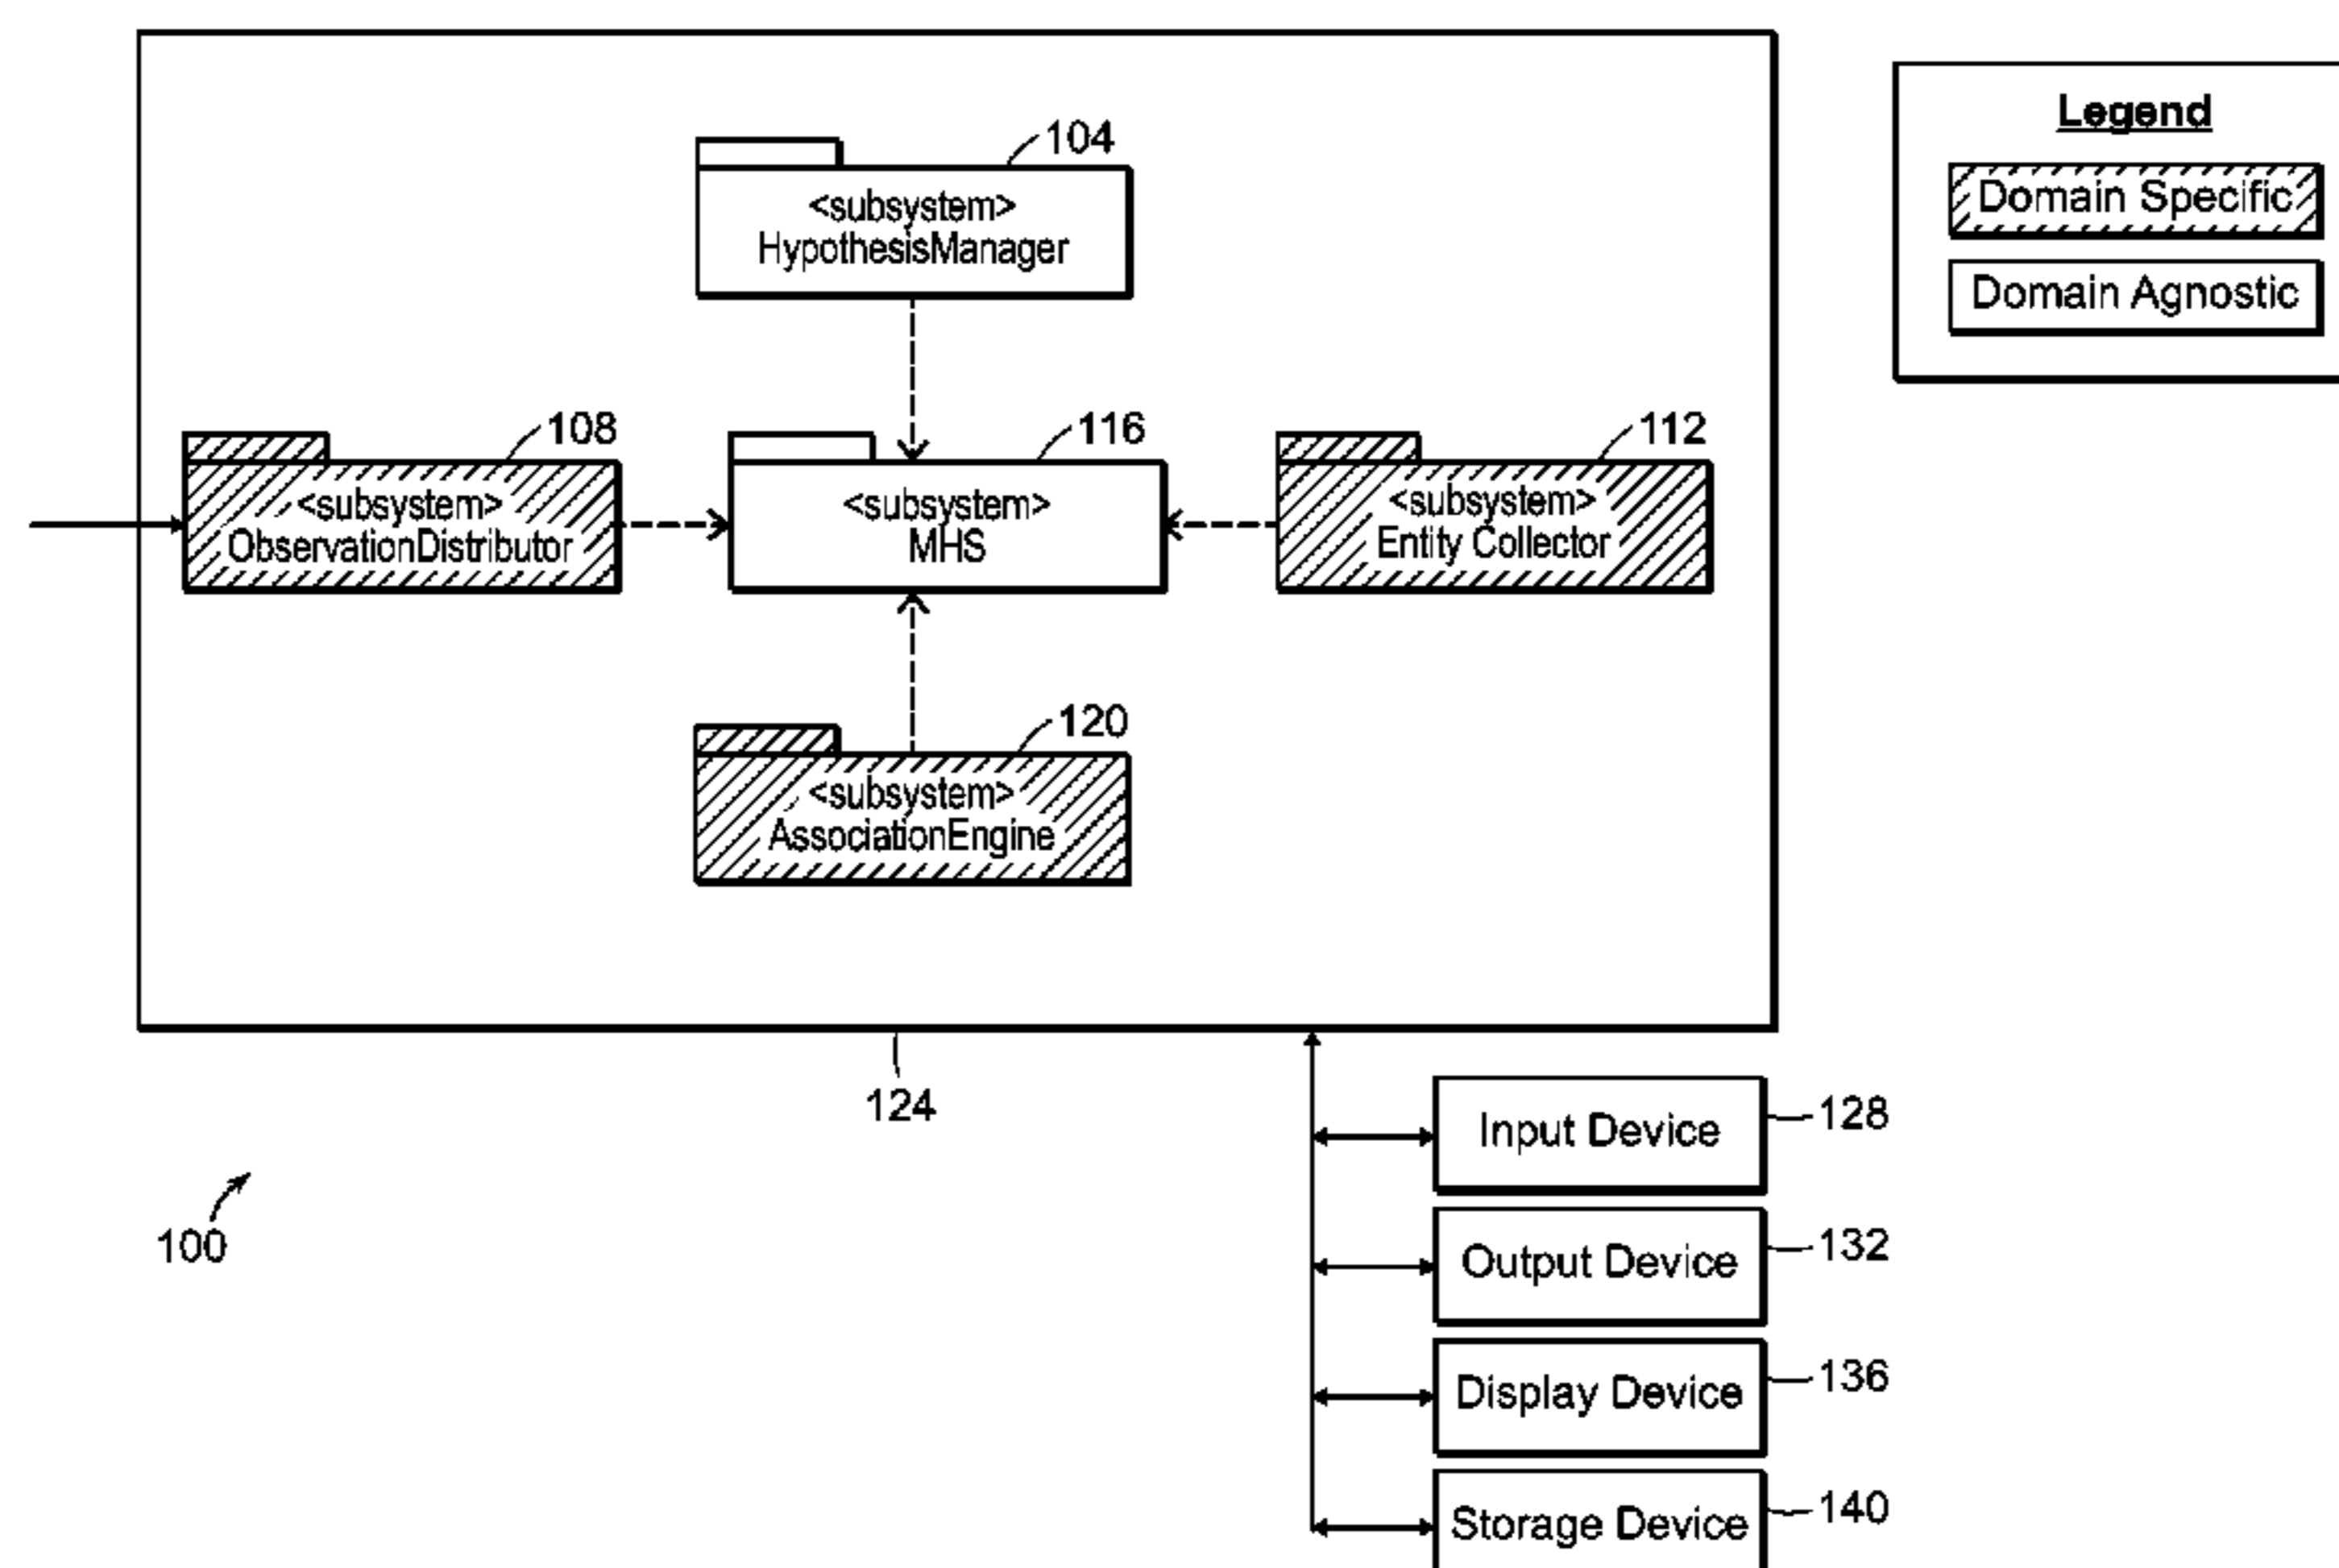 Legend
Domain Specific
Domain Agnostic
104
<subsystem>
HypothesisManager
108
<subsystem>
ObservationDistributor
116
<subsystem>
MHS
112
<subsystem>
Entity Collector
120
<subsystem>
AssociationEngine
124
100
Input Device
128
Output Device
132
Display Device
136
Storage Device
140